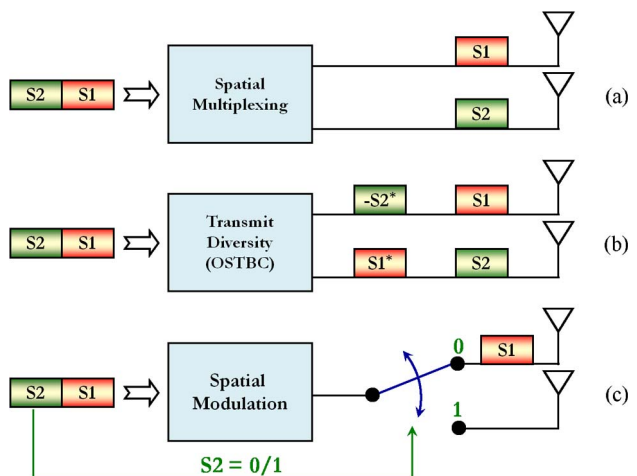 S1
S2 S1
Spatial
Multiplexing
(a)
S2
-S2*
S1
S2 S1
Transmit
Diversity
(OSTBC)
(b)
S1*
S2
0
S1
S2 S1
Spatial
Modulation
(c)
1
S2 = 0/1